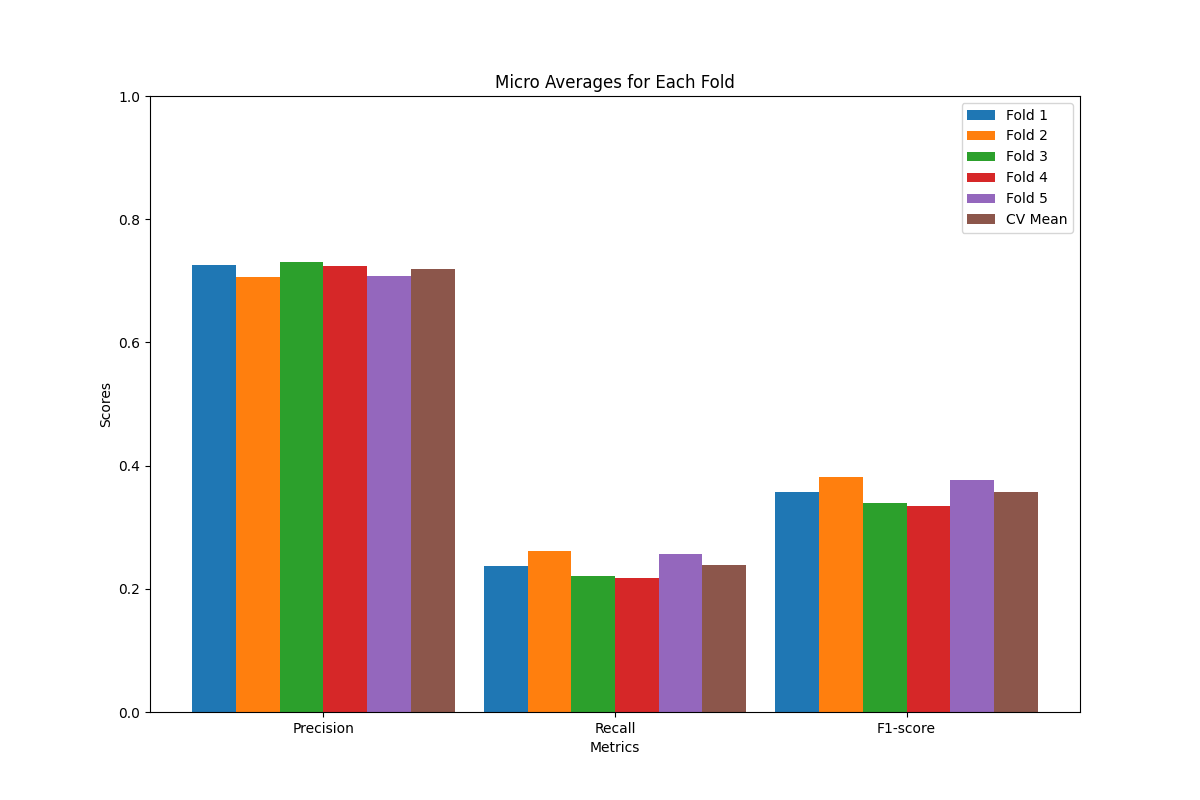 Micro Averages for Each Fold
1.0
0.8
0.6
0.4
0.2
0.0
Scores
Fold 1
Fold 2
Fold 3
Fold 4
Fold 5
CV Mean
Precision
Recall
F1-score
Metrics